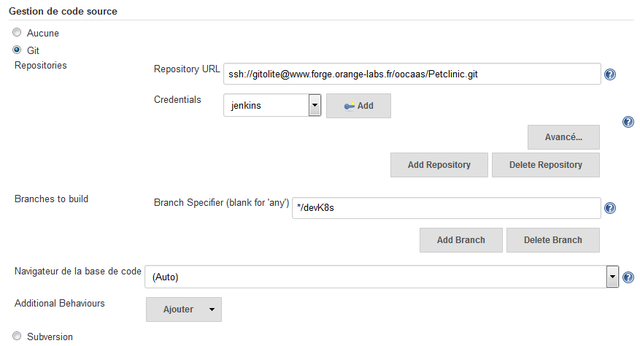 Gestion de code source
Aucune
Git
Repositories
Repository URL ssh://gitolite@www.forge.orange-labs.fr/oocaas/Petclinic.git
Credentials jenkins Add
Avancé...
Add Repository Delete Repository
Branches to build Branch Specifier (blank for 'any') */devK8s
Add Branch Delete Branch
Navigateur de la base de code (Auto)
Additional Behaviours Ajouter
Subversion